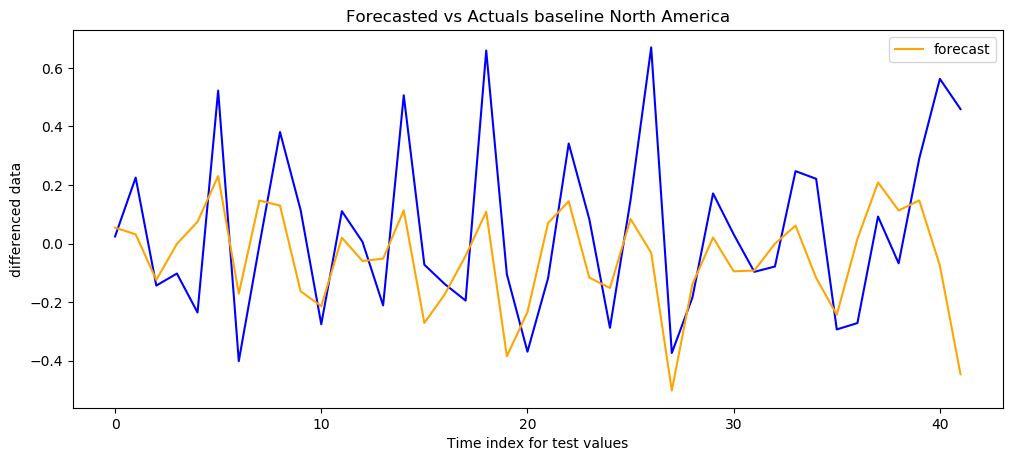 Forecasted vs Actuals baseline North America
forecast
differenced data
0.6
0.4
0.2
0.0
−0.2
−0.4
0 10 20 30 40
Time index for test values